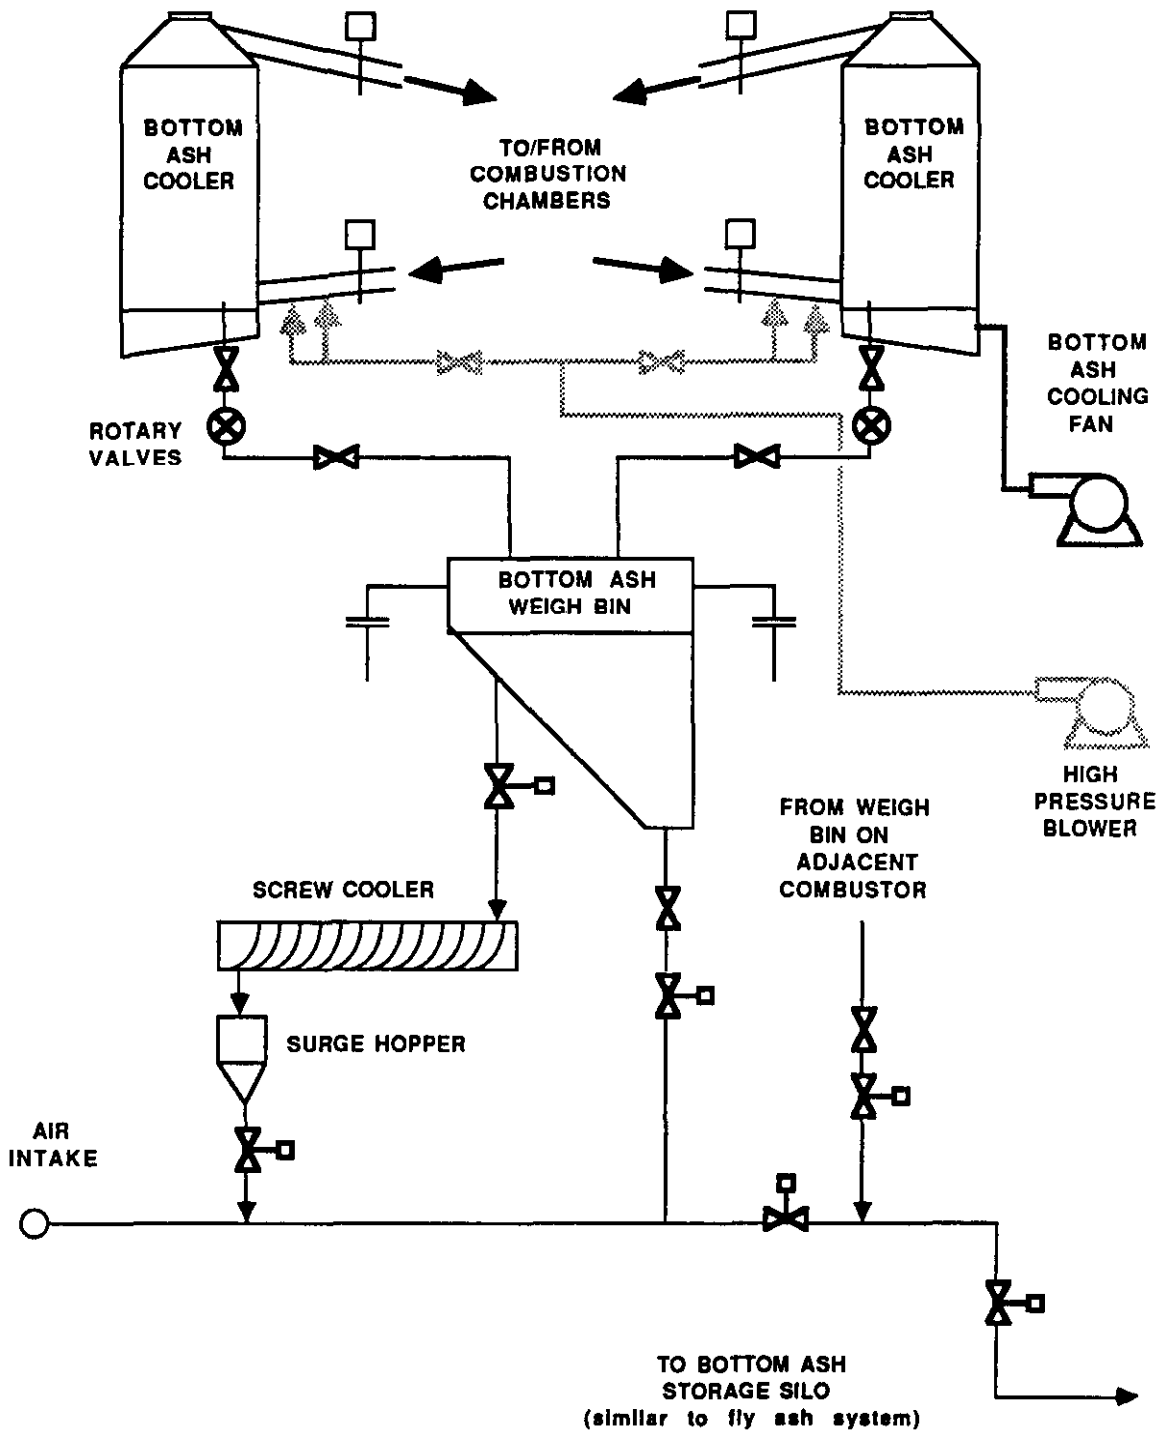 BOTTOM
ASH
COOLER
BOTTOM
ASH
COOLER
TO/FROM
COMBUSTION
CHAMBERS
BOTTOM
ASH
COOLING
FAN
ROTARY
VALVES
BOTTOM ASH
WEIGH BIN
HIGH
PRESSURE
BLOWER
FROM WEIGH
BIN ON
ADJACENT
COMBUSTOR
SCREW COOLER
SURGE HOPPER
AIR
INTAKE
TO BOTTOM ASH
STORAGE SILO
(similar to fly ash system)